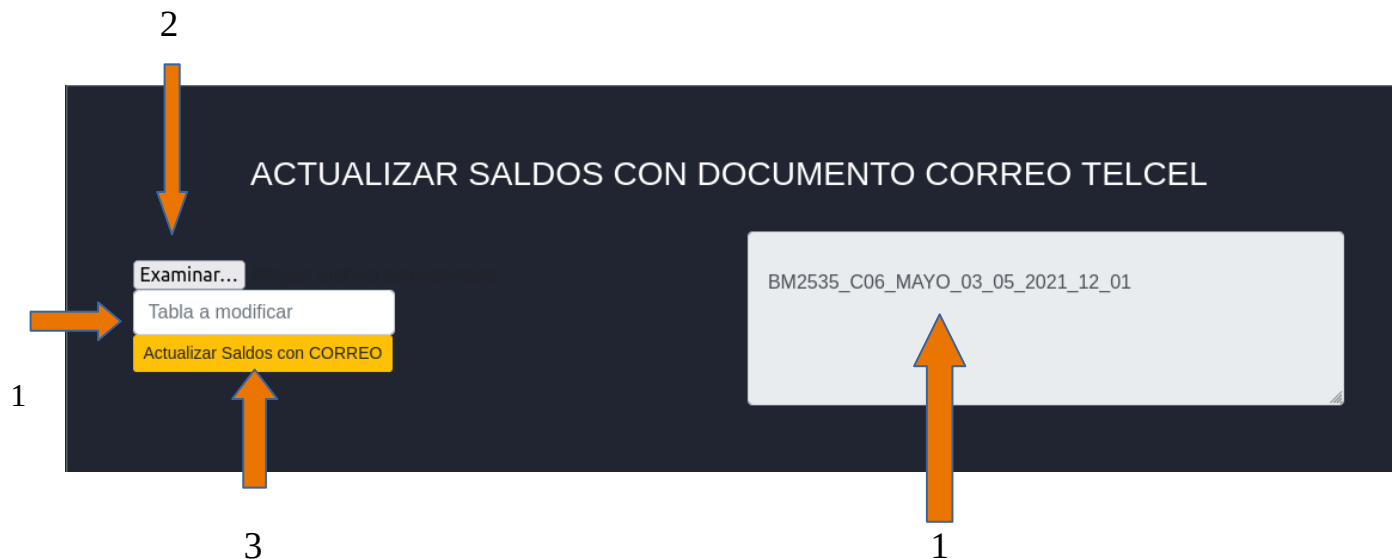 2
ACTUALIZAR SALDOS CON DOCUMENTO CORREO TELCEL
Examinar...
Tabla a modificar
Actualizar Saldos con CORREO
BM2535_C06_MAYO_03_05_2021_12_01
1
3
1